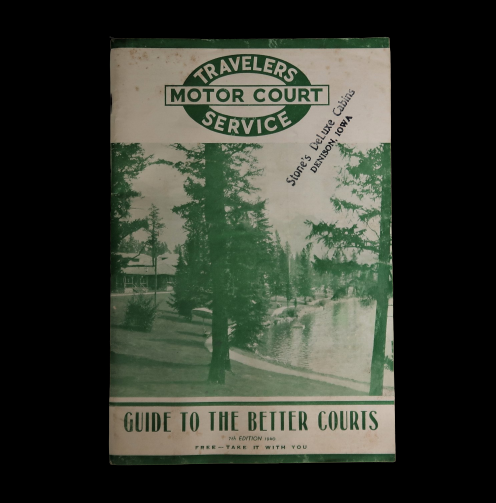 TRAVELERS
MOTOR COURT
SERVICE
Stone's DeLuxe Cabins
DENISON, IOWA
GUIDE TO THE BETTER COURTS
EDITION
FREE—TAKE IT WITH YOU